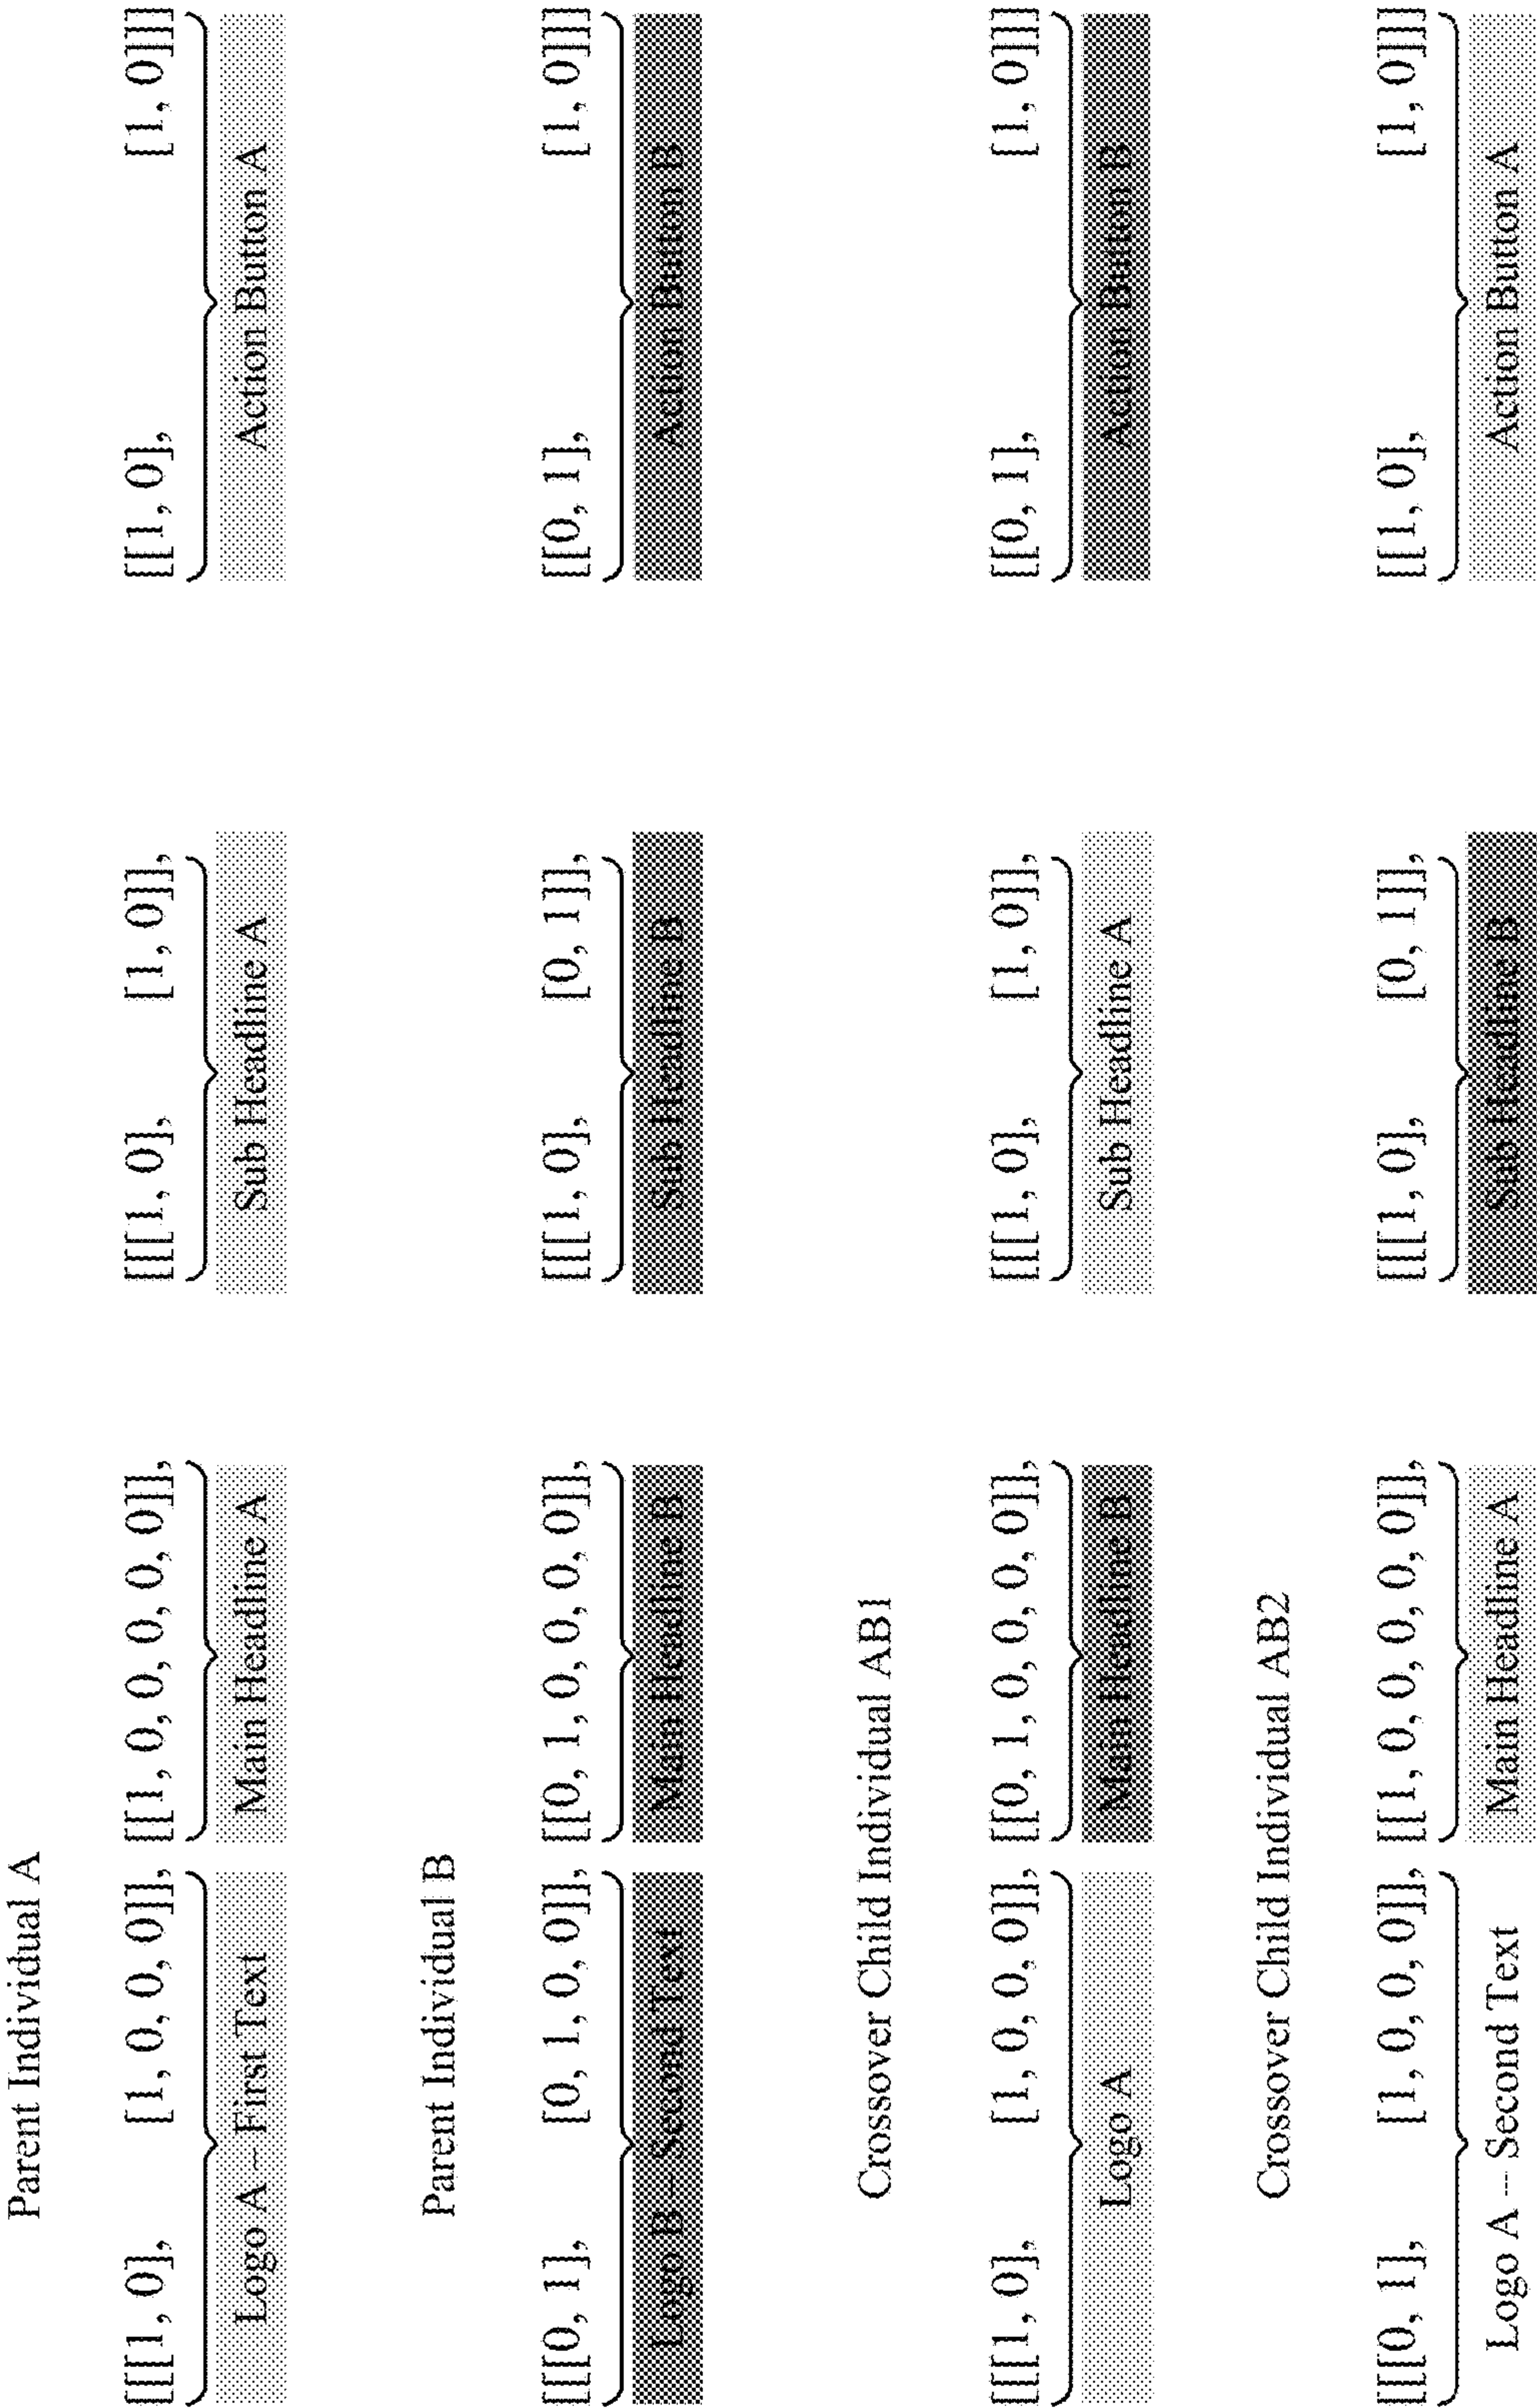 Parent Individual A
[[[[1, 0], [1, 0, 0, 0]], [[1, 0, 0, 0, 0, 0]], [[[1, 0], [1, 0]], [[1, 0], [1, 0]]]
Logo A -- First Text Main Headline A Sub Headline A Action Button A
Parent Individual B
[[[[0, 1], [0, 1, 0, 0]], [[0, 1, 0, 0, 0, 0]], [[[1, 0], [0, 1]], [[0, 1], [1, 0]]]
Logo B -- Second Text Main Headline B Sub Headline B Action Button B
Crossover Child Individual AB1
[[[[1, 0], [1, 0, 0, 0]], [[0, 1, 0, 0, 0, 0]], [[[1, 0], [1, 0]], [[0, 1], [1, 0]]]
Logo A Main Headline B Sub Headline A Action Button B
Crossover Child Individual AB2
[[[[0, 1], [1, 0, 0, 0]], [[1, 0, 0, 0, 0, 0]], [[[1, 0], [0, 1]], [[1, 0], [1, 0]]]
Logo A -- Second Text Main Headline A Sub Headline B Action Button A